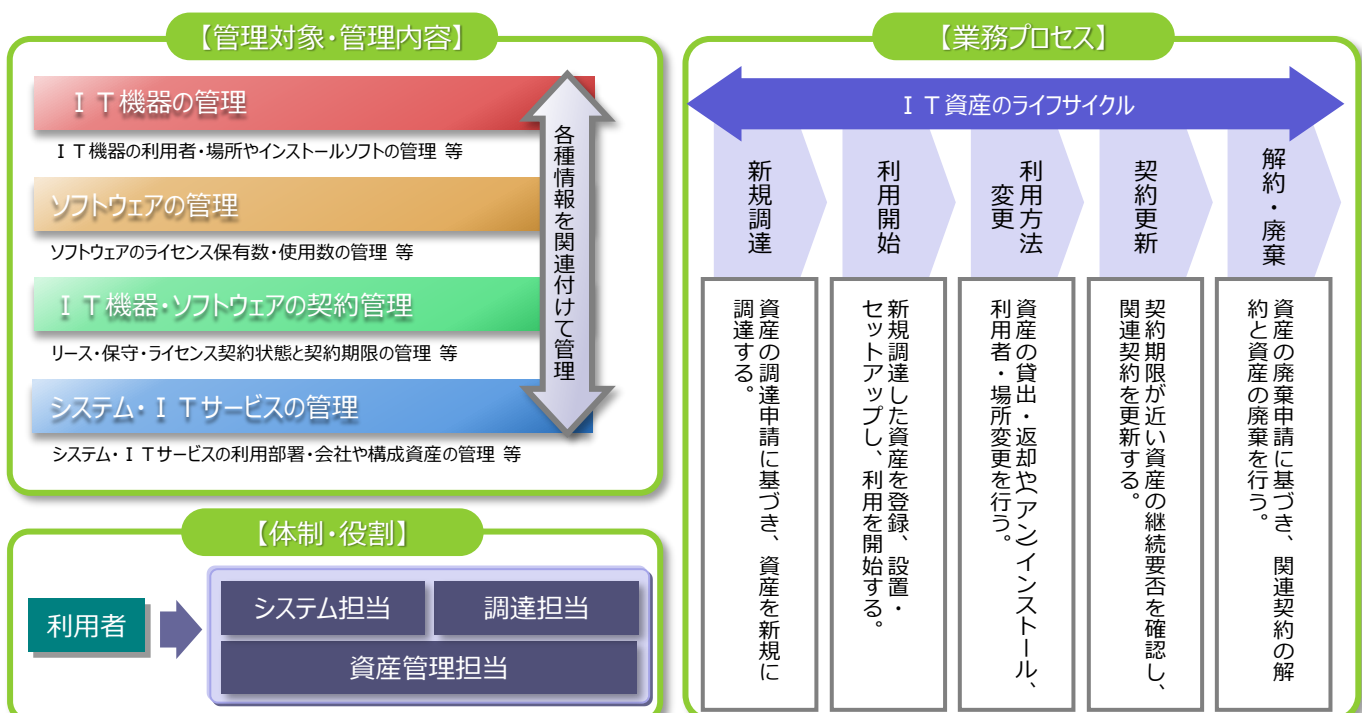 【管理対象・管理内容】
ＩＴ機器の管理
ＩＴ機器の利用者・場所やインストールソフトの管理 等
ソフトウェアの管理
ソフトウェアのライセンス保有数・使用数の管理 等
ＩＴ機器・ソフトウェアの契約管理
リース・保守・ライセンス契約状態と契約期限の管理 等
システム・ＩＴサービスの管理
システム・ＩＴサービスの利用部署・会社や構成資産の管理 等
各種情報を関連付けて管理
【体制・役割】
利用者
システム担当
調達担当
資産管理担当
【業務プロセス】
ＩＴ資産のライフサイクル
新規調達
資産の調達申請に基づき、資産を新規に
調達する。
利用開始
新規調達した資産を登録、設置・
セットアップし、利用を開始する。
利用方法
変更
資産の貸出・返却や(アン)インストール、
利用者・場所変更を行う。
契約更新
契約期限が近い資産の継続要否を確認し、
関連契約を更新する。
解約・廃棄
資産の廃棄申請に基づき、関連契約の解
約と資産の廃棄を行う。